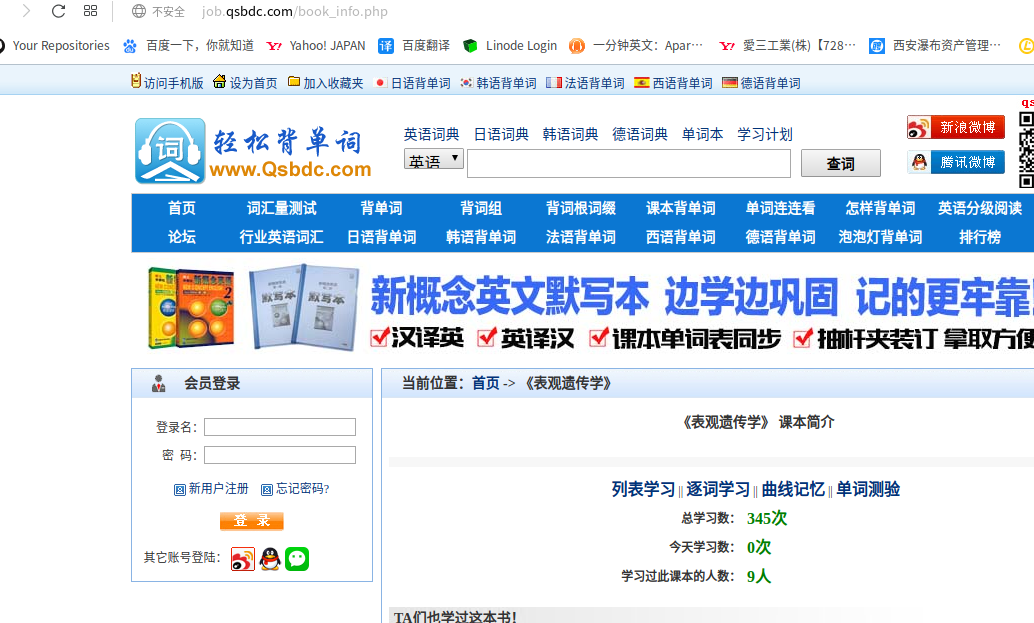 不安全 job.qsbdc.com/book_info.php
Your Repositories 百度一下，你就知道 Yahoo! JAPAN 百度翻译 Linode Login 一分钟英文：Apar… 愛三工業(株)【728… 西安瀑布资产管理…
访问手机版 设为首页 加入收藏夹 日语背单词 韩语背单词 法语背单词 西语背单词 德语背单词
词 轻松背单词
www.Qsbdc.com
英语词典 日语词典 韩语词典 德语词典 单词本 学习计划
英语 查词
新浪微博
腾讯微博
qs
首页 词汇量测试 背单词 背词组 背词根词缀 课本背单词 单词连连看 怎样背单词 英语分级阅读
论坛 行业英语词汇 日语背单词 韩语背单词 法语背单词 西语背单词 德语背单词 泡泡灯背单词 排行榜
新概念英语 2 默写本 默写本
新概念英文默写本 边学边巩固 记的更牢靠
汉译英 英译汉 课本单词表同步 抽杆夹装订 拿取方便
会员登录
登录名：
密 码：
新用户注册 忘记密码?
登 录
其它账号登陆：
当前位置：首页 -> 《表观遗传学》
《表观遗传学》 课本简介
列表学习 || 逐词学习 || 曲线记忆 || 单词测验
总学习数： 345次
今天学习数： 0次
学习过此课本的人数： 9人
TA们也学过这本书！